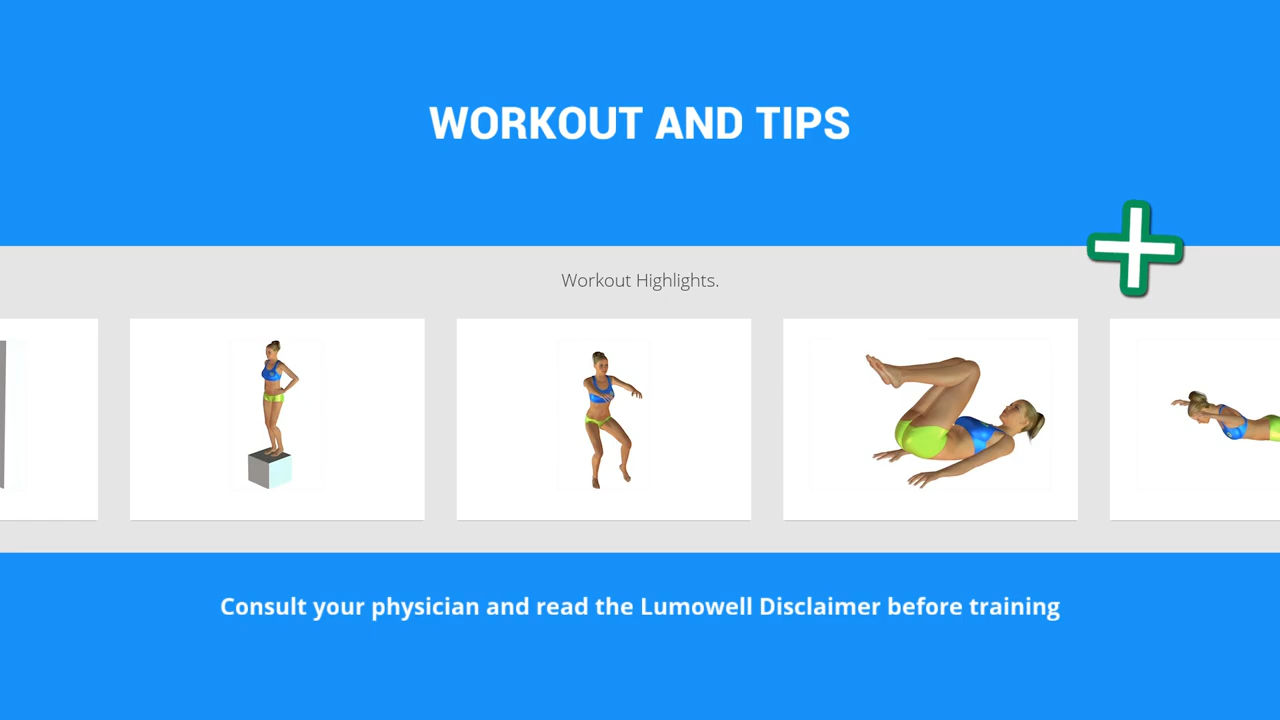 WORKOUT AND TIPS
Workout Highlights.
Consult your physician and read the Lumowell Disclaimer before training